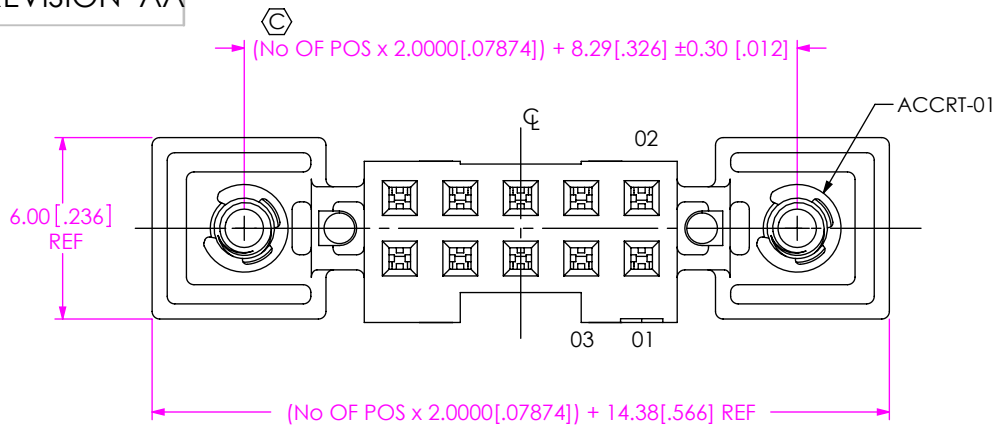 REVISION AA
C
(No OF POS x 2.0000[.07874]) + 8.29[.326] ±0.30 [.012]
ACCRT-01
℄
02
6.00 [.236]
REF
03 01
(No OF POS x 2.0000[.07874]) + 14.38[.566] REF